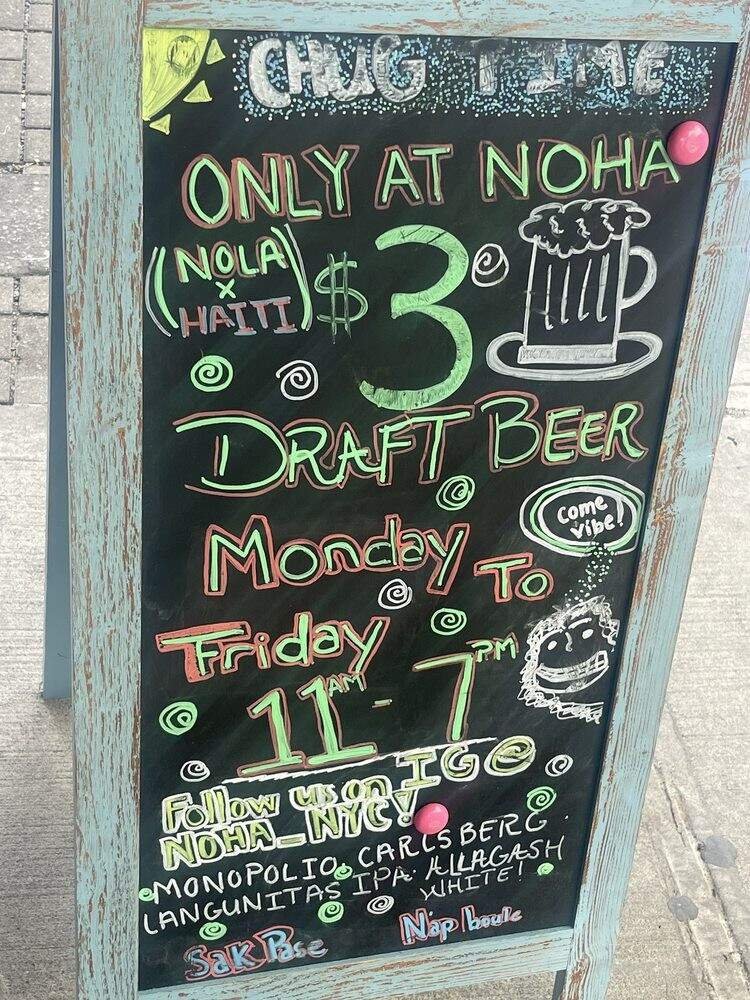 CHUG TIME
ONLY AT NOHA
(NOLA
x
HAITI)
$3
DRAFT BEER
come
vibe!
Monday To
Friday
11AM - 7PM
Follow us on IG @
NOHA_NYC!
MONOPOLIO CARLSBERG
LANGUNITAS IPA ALLAGASH
WHITE!
Sak Pase Nap boule